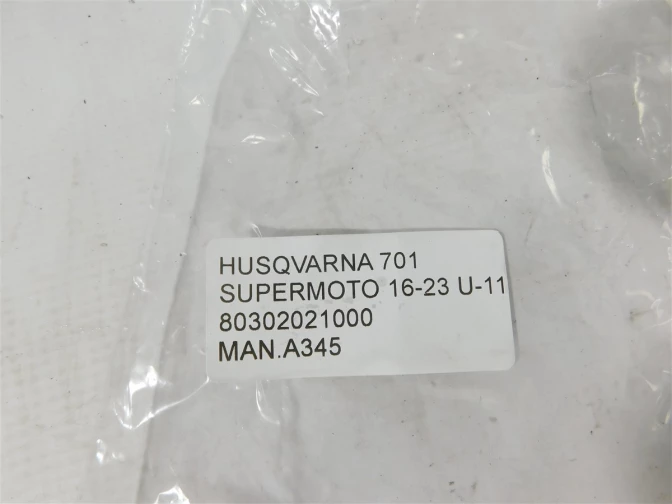 HUSQVARNA 701
SUPERMOTO 16-23 U-11
80302021000
MAN.A345